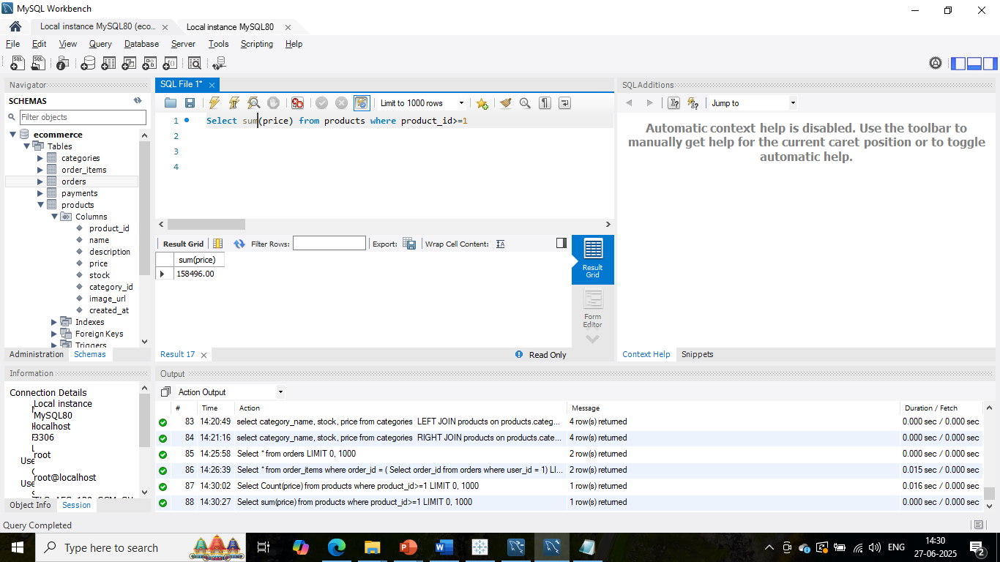 MySQL Workbench
Local instance MySQL80 (eco...
Local instance MySQL80
File Edit View Query Database Server Tools Scripting Help
Navigator
SCHEMAS
Filter objects
ecommerce
Tables
categories
order_items
orders
payments
products
Columns
product_id
name
description
price
stock
category_id
image_url
created_at
Indexes
Foreign Keys
Triggers
Administration Schemas
Information
Connection Details
Local instance
MySQL80
localhost
3306
root
Use
root@localhost
Use
Object Info Session
Query Completed
SQL File 1*
Limit to 1000 rows
1 Select sum(price) from products where product_id>=1
2
3
4
Result Grid Filter Rows: Export: Wrap Cell Content:
sum(price)
158496.00
Result Grid
Form Editor
Result 17
Read Only
SQLAdditions
Jump to
Automatic context help is disabled. Use the toolbar to
manually get help for the current caret position or to toggle
automatic help.
Context Help Snippets
Output
Action Output
# Time Action Message Duration / Fetch
83 14:20:49 select category_name, stock, price from categories LEFT JOIN products on products.categ... 4 row(s) returned 0.000 sec / 0.000 sec
84 14:21:16 select category_name, stock, price from categories RIGHT JOIN products on products.cate... 4 row(s) returned 0.000 sec / 0.000 sec
85 14:25:58 Select * from orders LIMIT 0, 1000 2 row(s) returned 0.000 sec / 0.000 sec
86 14:26:39 Select * from order_items where order_id = ( Select order_id from orders where user_id = 1) LI... 2 row(s) returned 0.015 sec / 0.000 sec
87 14:30:02 Select Count(price) from products where product_id>=1 LIMIT 0, 1000 1 row(s) returned 0.016 sec / 0.000 sec
88 14:30:27 Select sum(price) from products where product_id>=1 LIMIT 0, 1000 1 row(s) returned 0.000 sec / 0.000 sec
Type here to search
ENG
14:30
27-06-2025
2